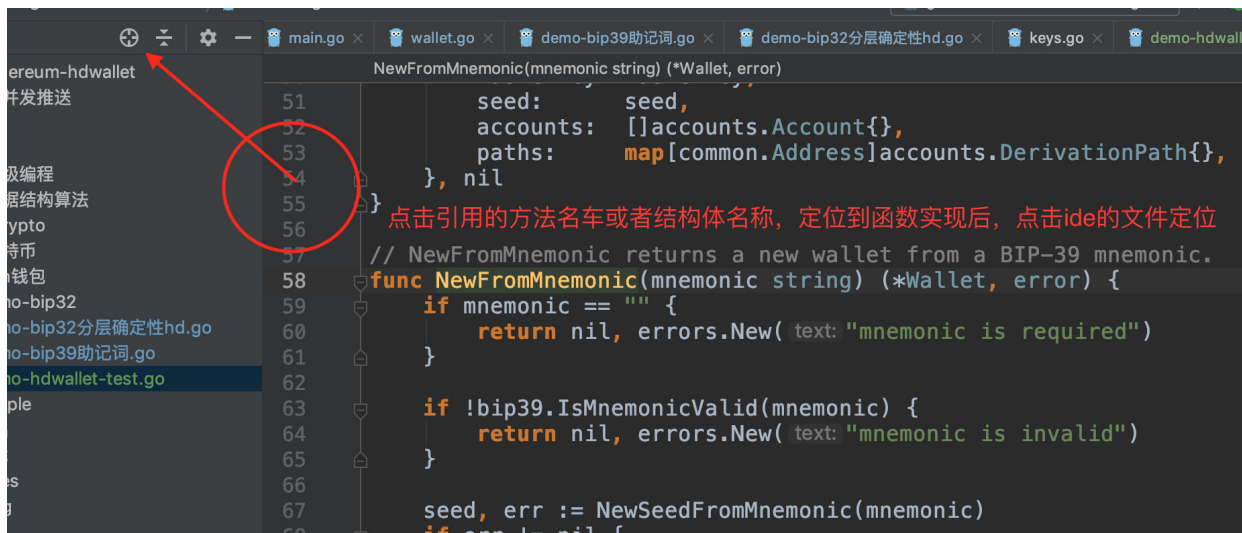 main.go
wallet.go
demo-bip39助记词.go
demo-bip32分层确定性hd.go
keys.go
demo-hdwall
ereum-hdwallet
并发推送
级编程
据结构算法
rypto
特币
n钱包
mo-bip32
mo-bip32分层确定性hd.go
mo-bip39助记词.go
mo-hdwallet-test.go
ple
es
NewFromMnemonic(mnemonic string) (*Wallet, error)
51 seed: seed,
52 accounts: []accounts.Account{},
53 paths: map[common.Address]accounts.DerivationPath{},
54 }, nil
55 }
点击引用的方法名车或者结构体名称，定位到函数实现后，点击ide的文件定位
56
57 // NewFromMnemonic returns a new wallet from a BIP-39 mnemonic.
58 func NewFromMnemonic(mnemonic string) (*Wallet, error) {
59 if mnemonic == "" {
60 return nil, errors.New( text: "mnemonic is required")
61 }
62
63 if !bip39.IsMnemonicValid(mnemonic) {
64 return nil, errors.New( text: "mnemonic is invalid")
65 }
66
67 seed, err := NewSeedFromMnemonic(mnemonic)